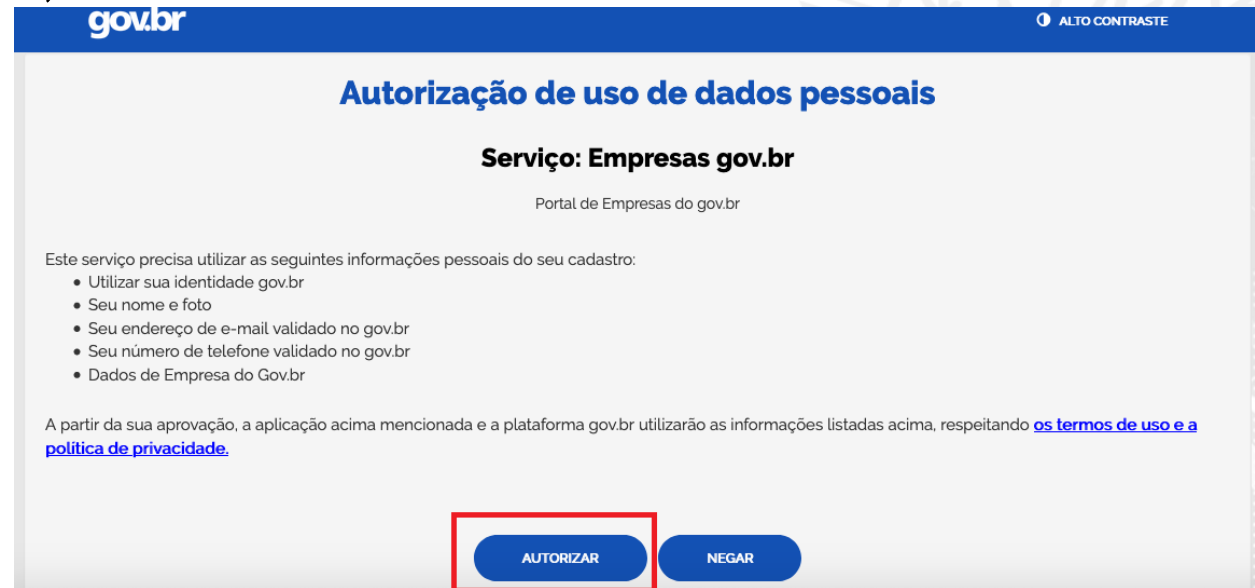 gov.br
ALTO CONTRASTE
Autorização de uso de dados pessoais
Serviço: Empresas gov.br
Portal de Empresas do gov.br
Este serviço precisa utilizar as seguintes informações pessoais do seu cadastro:
• Utilizar sua identidade gov.br
• Seu nome e foto
• Seu endereço de e-mail validado no gov.br
• Seu número de telefone validado no gov.br
• Dados de Empresa do Gov.br
A partir da sua aprovação, a aplicação acima mencionada e a plataforma gov.br utilizarão as informações listadas acima, respeitando os termos de uso e a
política de privacidade.
AUTORIZAR
NEGAR